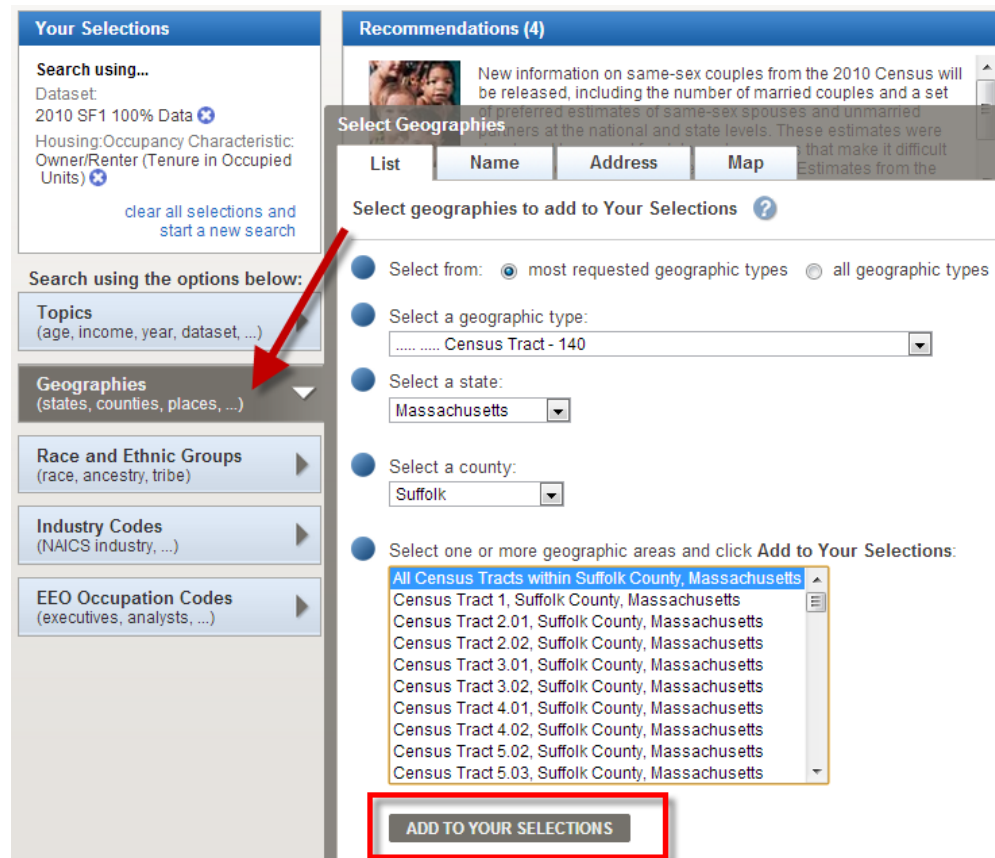 Your Selections
Search using...
Dataset:
2010 SF1 100% Data
Housing:Occupancy Characteristic:
Owner/Renter (Tenure in Occupied
Units)
clear all selections and
start a new search
Search using the options below:
Topics
(age, income, year, dataset, ...)
Geographies
(states, counties, places, ...)
Race and Ethnic Groups
(race, ancestry, tribe)
Industry Codes
(NAICS industry, ...)
EEO Occupation Codes
(executives, analysts, ...)
Recommendations (4)
New information on same-sex couples from the 2010 Census will
be released, including the number of married couples and a set
of preferred estimates of same-sex spouses and unmarried
partners at the national and state levels. These estimates were
that make it difficult
Estimates from the
Select Geographies
List
Name
Address
Map
Select geographies to add to Your Selections ?
Select from: most requested geographic types all geographic types
Select a geographic type:
..... ..... Census Tract - 140
Select a state:
Massachusetts
Select a county:
Suffolk
Select one or more geographic areas and click Add to Your Selections:
All Census Tracts within Suffolk County, Massachusetts
Census Tract 1, Suffolk County, Massachusetts
Census Tract 2.01, Suffolk County, Massachusetts
Census Tract 2.02, Suffolk County, Massachusetts
Census Tract 3.01, Suffolk County, Massachusetts
Census Tract 3.02, Suffolk County, Massachusetts
Census Tract 4.01, Suffolk County, Massachusetts
Census Tract 4.02, Suffolk County, Massachusetts
Census Tract 5.02, Suffolk County, Massachusetts
Census Tract 5.03, Suffolk County, Massachusetts
ADD TO YOUR SELECTIONS